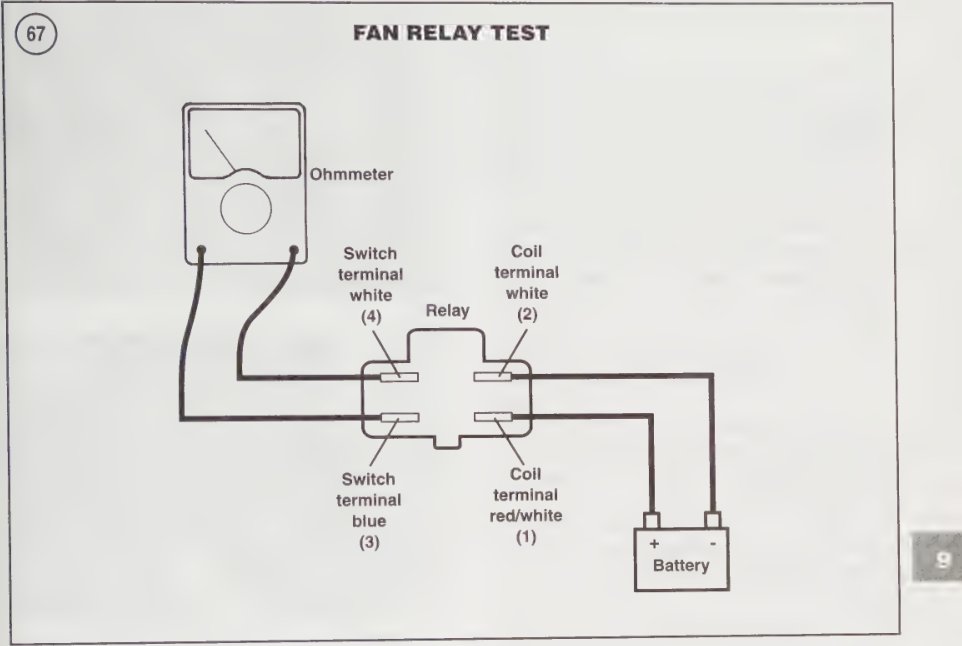 67
FAN RELAY TEST
Ohmmeter
Switch
terminal
white
(4)
Coil
terminal
white
(2)
Relay
Switch
terminal
blue
(3)
Coil
terminal
red/white
(1)
+ -
Battery
9